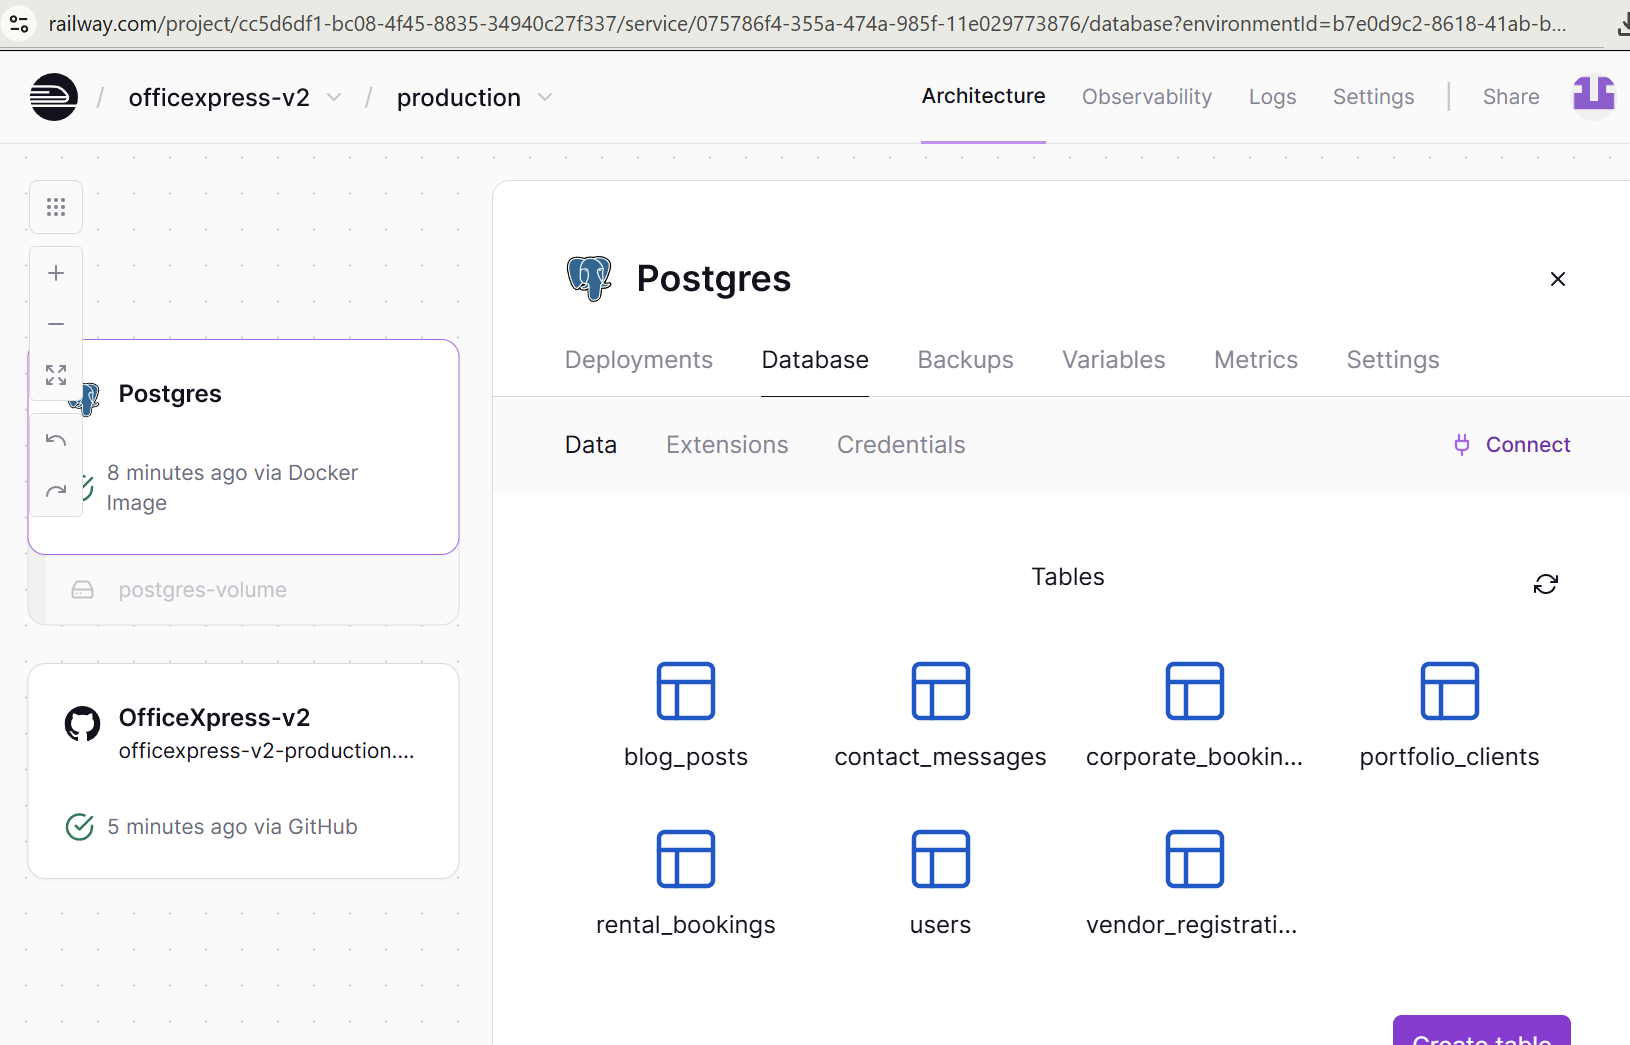 railway.com/project/cc5d6df1-bc08-4f45-8835-34940c27f337/service/075786f4-355a-474a-985f-11e029773876/database?environmentId=b7e0d9c2-8618-41ab-b...
/ officexpress-v2 / production
Architecture Observability Logs Settings | Share
Postgres
8 minutes ago via Docker
Image
postgres-volume
OfficeXpress-v2
officexpress-v2-production....
5 minutes ago via GitHub
Postgres
Deployments Database Backups Variables Metrics Settings
Data Extensions Credentials Connect
Tables
blog_posts contact_messages corporate_bookin... portfolio_clients
rental_bookings users vendor_registrati...
Create table